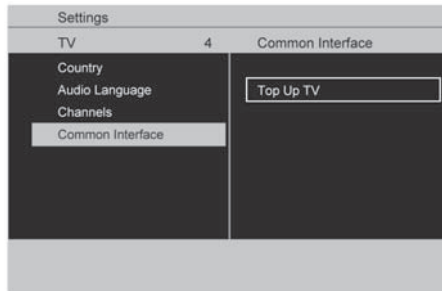 Settings
TV 4 Common Interface
Country
Audio Language
Top Up TV
Channels
Common Interface